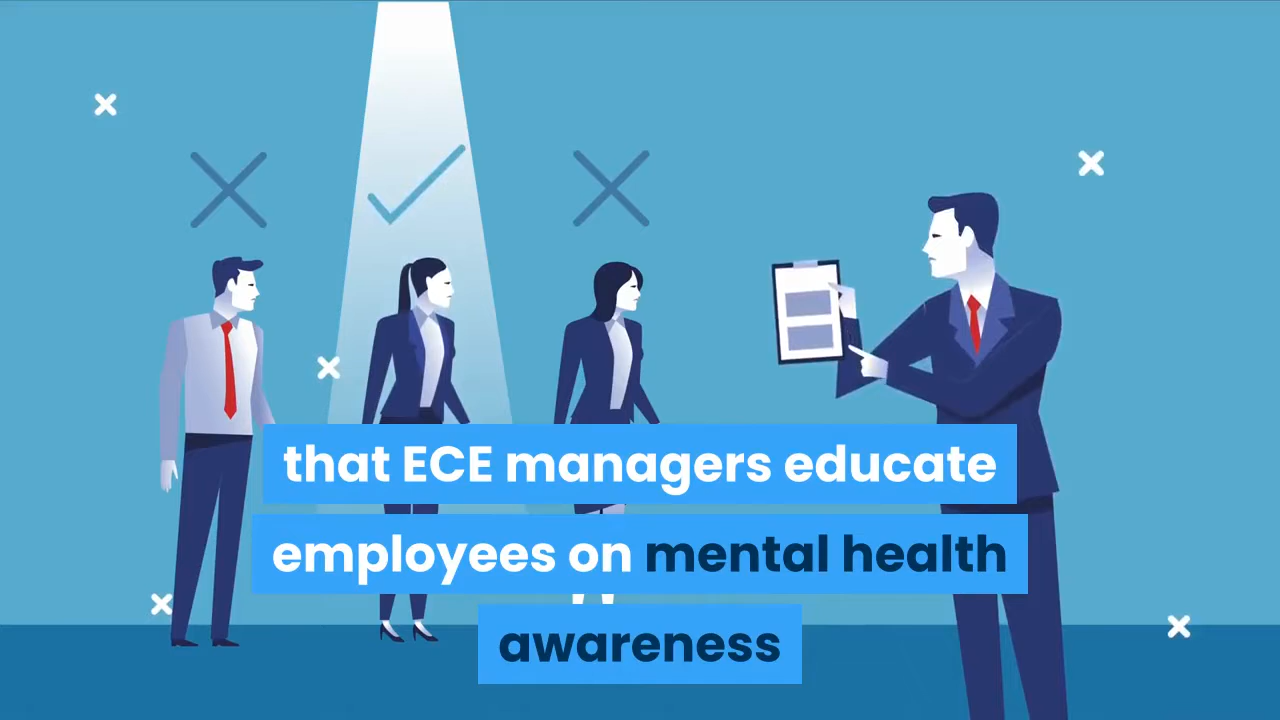 that ECE managers educate
employees on mental health
awareness